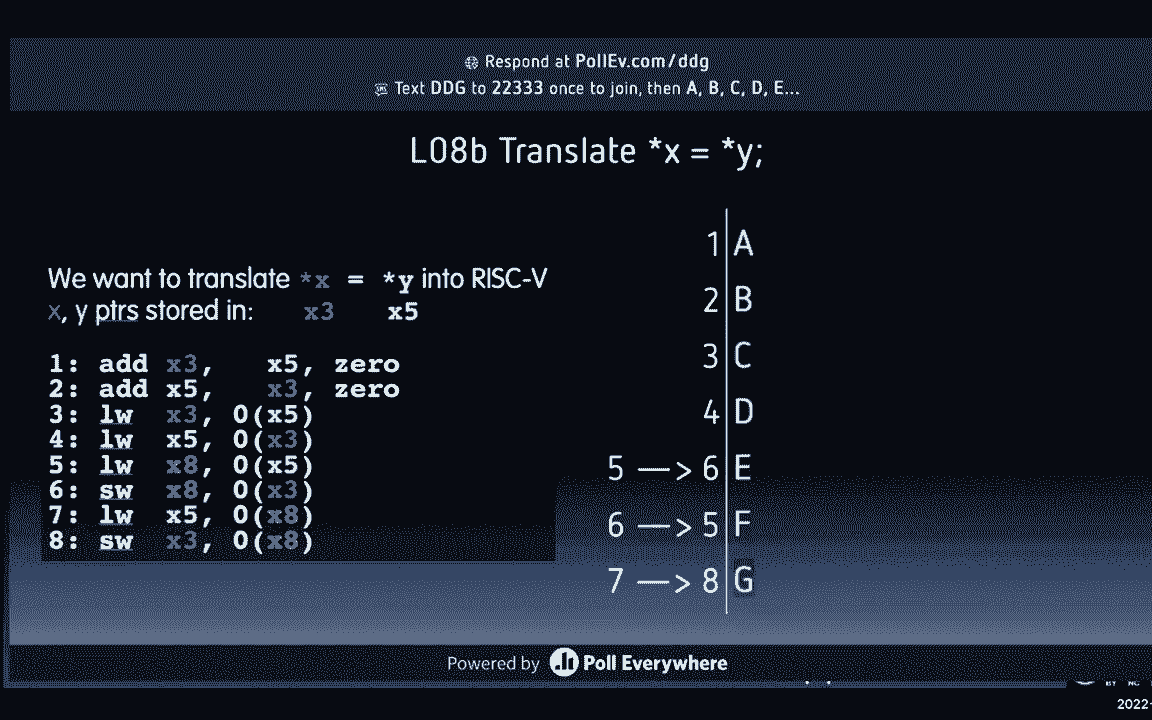 Respond at PollEv.com/ddg
Text DDG to 22333 once to join, then A, B, C, D, E...
L08b Translate *x = *y;
We want to translate *x = *y into RISC-V
x, y ptrs stored in: x3 x5
1: add x3, x5, zero
2: add x5, x3, zero
3: lw x3, 0(x5)
4: lw x5, 0(x3)
5: lw x8, 0(x5)
6: sw x8, 0(x3)
7: lw x5, 0(x8)
8: sw x3, 0(x8)
1 A
2 B
3 C
4 D
5 —> 6 E
6 —> 5 F
7 —> 8 G
Powered by Poll Everywhere
BY NC
2022-